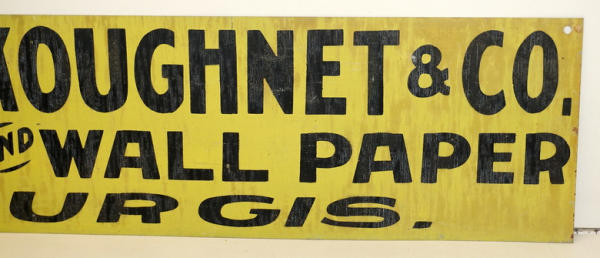 KOUGHNET & CO.
ND WALL PAPER
URGIS.